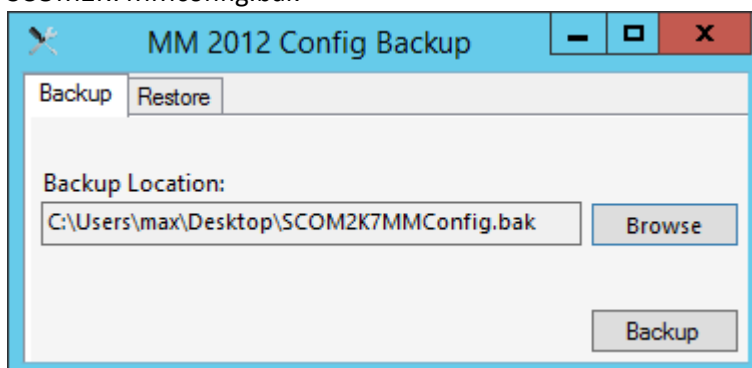 MM 2012 Config Backup
Backup Restore
Backup Location:
C:\Users\max\Desktop\SCOM2K7MMConfig.bak Browse
Backup